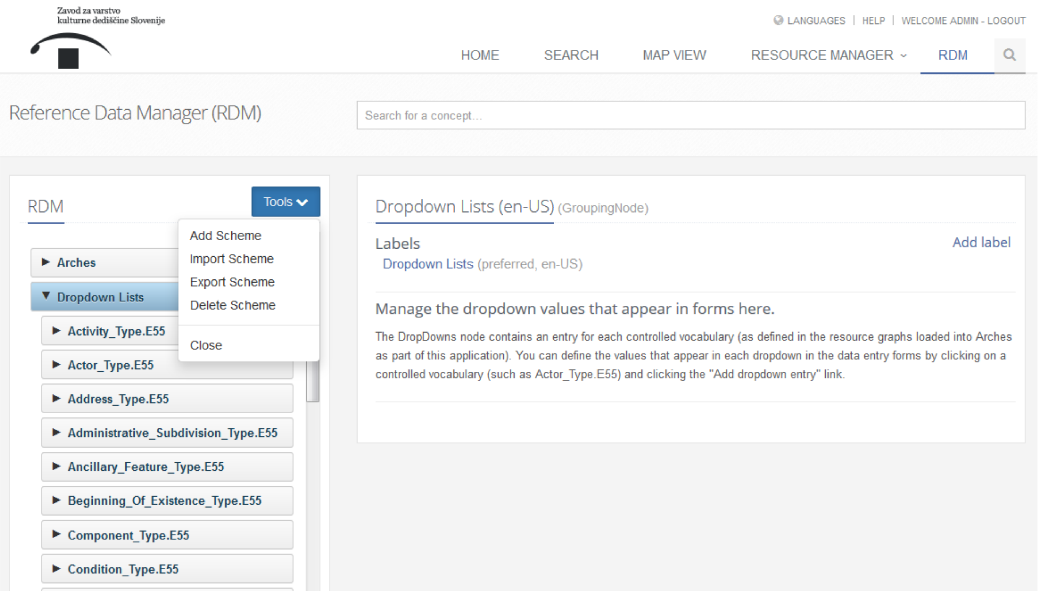 Zavod za varstvo
kulturne dediščine Slovenije
LANGUAGES | HELP | WELCOME ADMIN - LOGOUT
HOME SEARCH MAP VIEW RESOURCE MANAGER RDM
Reference Data Manager (RDM)
Search for a concept...
RDM
Tools
Add Scheme
Import Scheme
Export Scheme
Delete Scheme
Close
Arches
Dropdown Lists
Activity_Type.E55
Actor_Type.E55
Address_Type.E55
Administrative_Subdivision_Type.E55
Ancillary_Feature_Type.E55
Beginning_Of_Existence_Type.E55
Component_Type.E55
Condition_Type.E55
Dropdown Lists (en-US) (GroupingNode)
Labels
Add label
Dropdown Lists (preferred, en-US)
Manage the dropdown values that appear in forms here.
The DropDowns node contains an entry for each controlled vocabulary (as defined in the resource graphs loaded into Arches
as part of this application). You can define the values that appear in each dropdown in the data entry forms by clicking on a
controlled vocabulary (such as Actor_Type.E55) and clicking the "Add dropdown entry" link.